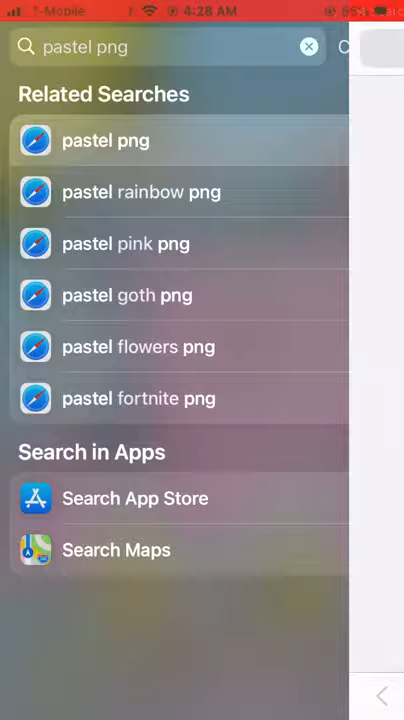 T-Mobile 4:26 AM
pastel png
Related Searches
pastel png
pastel rainbow png
pastel pink png
pastel goth png
pastel flowers png
pastel fortnite png
Search in Apps
Search App Store
Search Maps